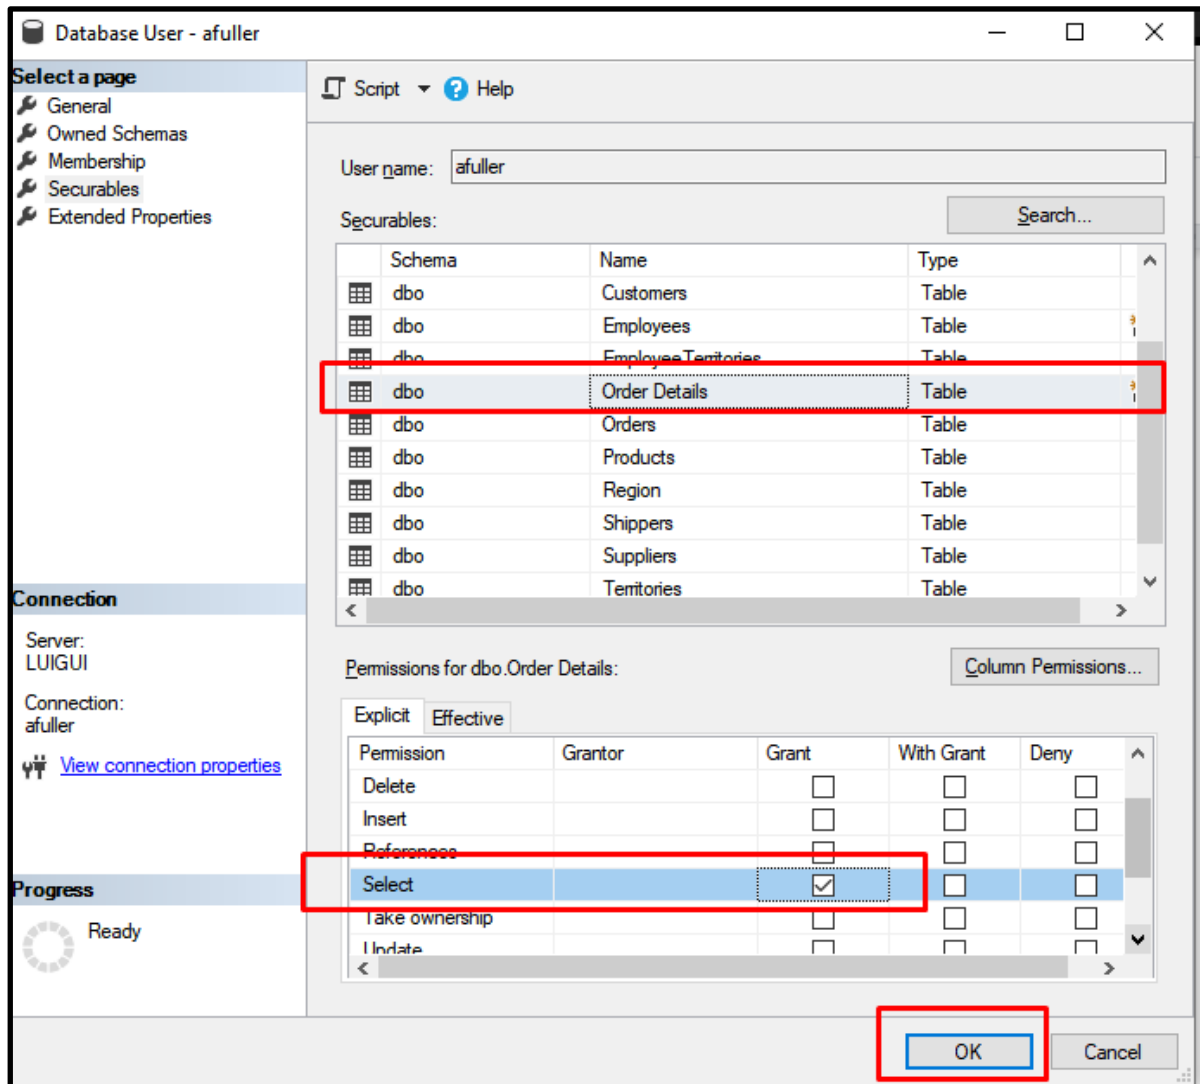 Database User - afuller
Select a page
General
Owned Schemas
Membership
Securables
Extended Properties
Script
Help
User name: afuller
Securables:
Search...
Schema Name Type
dbo Customers Table
dbo Employees Table
dbo EmployeeTerritories Table
dbo Order Details Table
dbo Orders Table
dbo Products Table
dbo Region Table
dbo Shippers Table
dbo Suppliers Table
dbo Territories Table
Connection
Server:
LUIGUI
Connection:
afuller
View connection properties
Permissions for dbo.Order Details:
Column Permissions...
Explicit Effective
Permission Grantor Grant With Grant Deny
Delete
Insert
References
Select
Take ownership
Update
Progress
Ready
OK
Cancel